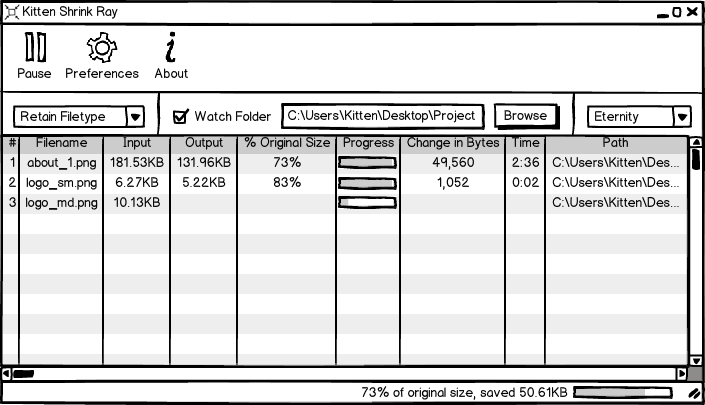 Kitten Shrink Ray
Pause Preferences About
Retain Filetype Watch Folder C:\Users\Kitten\Desktop\Project Browse Eternity
# Filename Input Output % Original Size Progress Change in Bytes Time Path
1 about_1.png 181.53KB 131.96KB 73% 49,560 2:36 C:\Users\Kitten\Des...
2 logo_sm.png 6.27KB 5.22KB 83% 1,052 0:02 C:\Users\Kitten\Des...
3 logo_md.png 10.13KB C:\Users\Kitten\Des...
73% of original size, saved 50.61KB